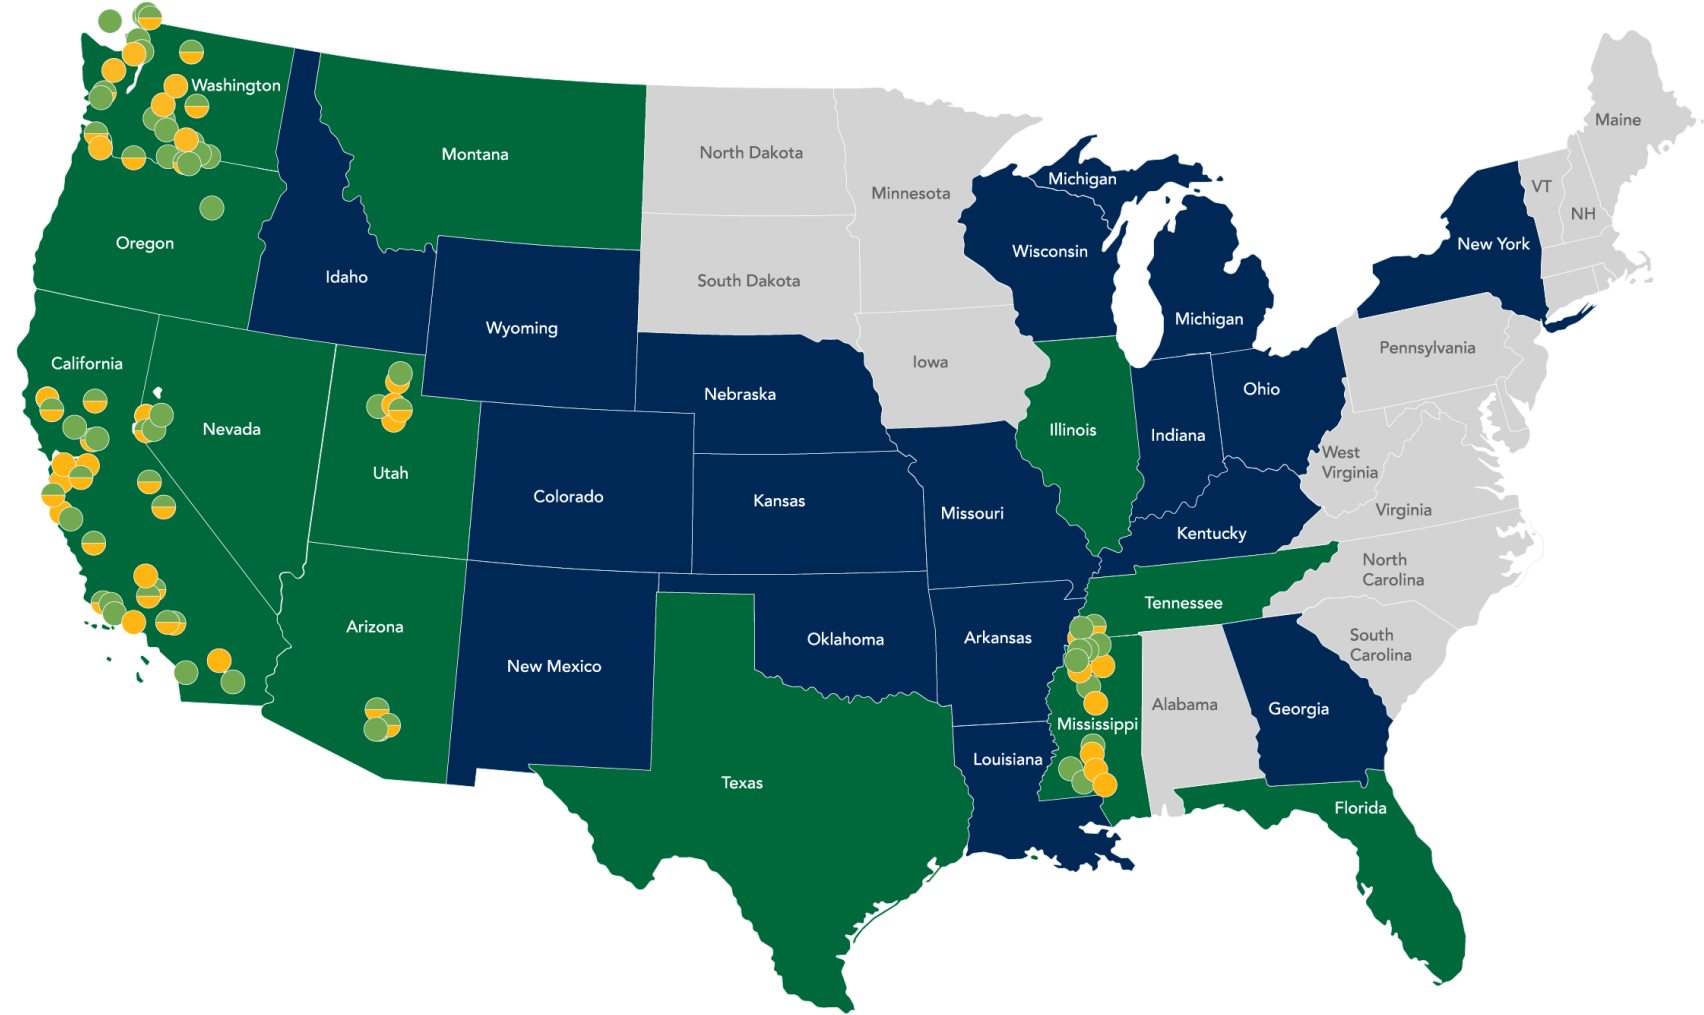 Washington
Montana
North Dakota
Minnesota
Michigan
Maine
VT
NH
Oregon
Idaho
South Dakota
Wisconsin
New York
Wyoming
Michigan
California
Nebraska
Iowa
Ohio
Pennsylvania
Nevada
Utah
Colorado
Kansas
Missouri
Illinois
Indiana
Kentucky
West
Virginia
Virginia
Arizona
New Mexico
Oklahoma
Arkansas
Tennessee
North
Carolina
South
Carolina
Texas
Louisiana
Mississippi
Alabama
Georgia
Florida